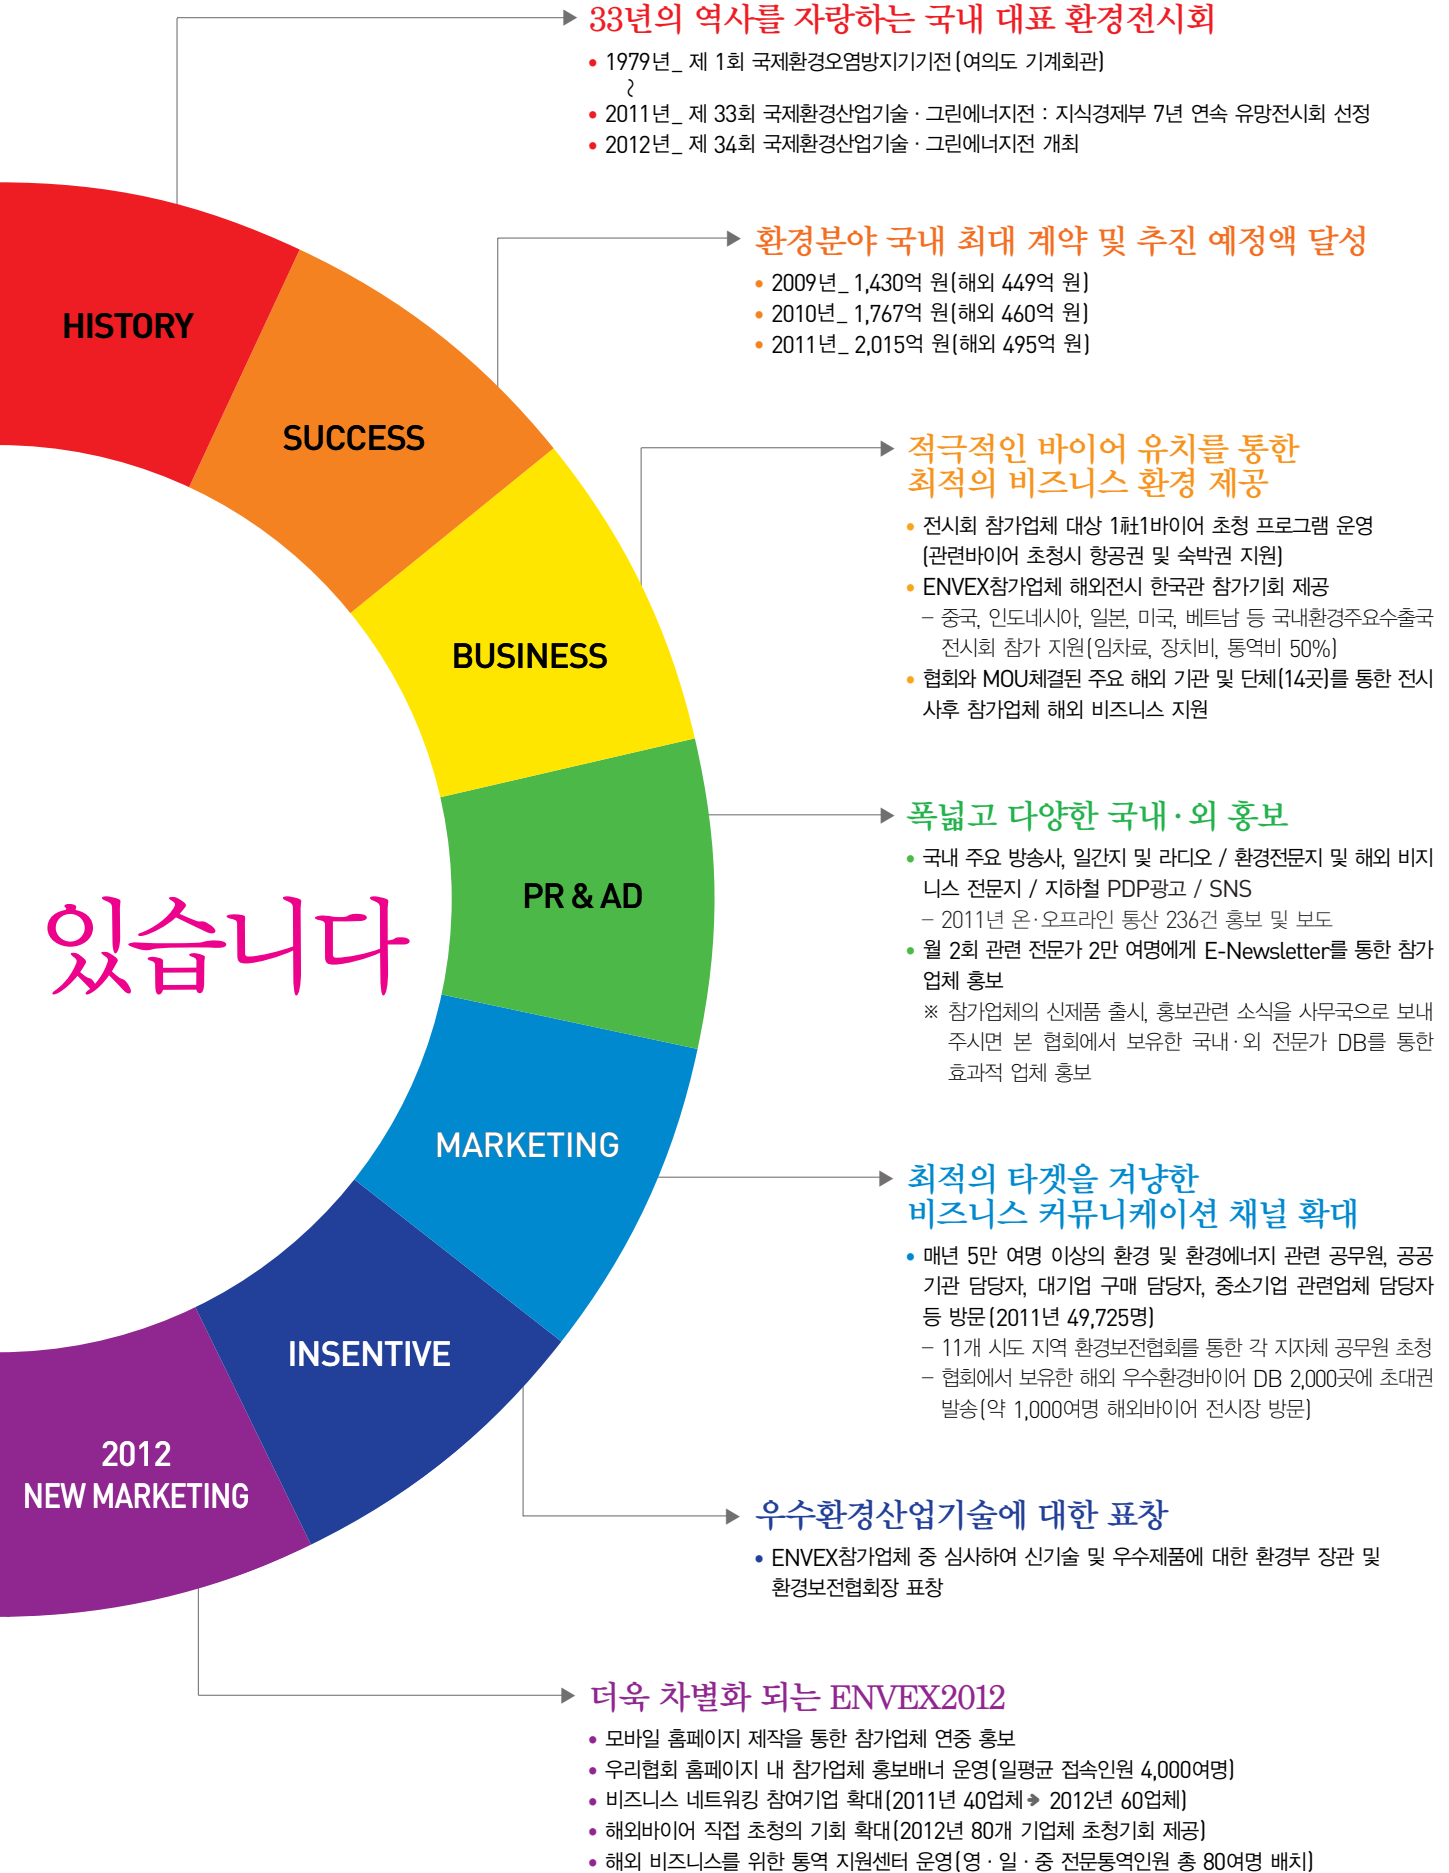 33년의 역사를 자랑하는 국내 대표 환경전시회
• 1979년_ 제 1회 국제환경오염방지기기전(여의도 기계회관)
~
• 2011년_ 제 33회 국제환경산업기술 · 그린에너지전 : 지식경제부 7년 연속 유망전시회 선정
• 2012년_ 제 34회 국제환경산업기술 · 그린에너지전 개최
HISTORY
환경분야 국내 최대 계약 및 추진 예정액 달성
• 2009년_ 1,430억 원(해외 449억 원)
• 2010년_ 1,767억 원(해외 460억 원)
• 2011년_ 2,015억 원(해외 495억 원)
SUCCESS
적극적인 바이어 유치를 통한
최적의 비즈니스 환경 제공
• 전시회 참가업체 대상 1社1바이어 초청 프로그램 운영
(관련바이어 초청시 항공권 및 숙박권 지원)
• ENVEX참가업체 해외전시 한국관 참가기회 제공
– 중국, 인도네시아, 일본, 미국, 베트남 등 국내환경주요수출국
전시회 참가 지원(임차료, 장치비, 통역비 50%)
• 협회와 MOU체결된 주요 해외 기관 및 단체(14곳)를 통한 전시
사후 참가업체 해외 비즈니스 지원
BUSINESS
폭넓고 다양한 국내 · 외 홍보
• 국내 주요 방송사, 일간지 및 라디오 / 환경전문지 및 해외 비지
니스 전문지 / 지하철 PDP광고 / SNS
– 2011년 온·오프라인 통산 236건 홍보 및 보도
• 월 2회 관련 전문가 2만 여명에게 E-Newsletter를 통한 참가
업체 홍보
※ 참가업체의 신제품 출시, 홍보관련 소식을 사무국으로 보내
주시면 본 협회에서 보유한 국내·외 전문가 DB를 통한
효과적 업체 홍보
PR & AD
있습니다
최적의 타겟을 겨냥한
비즈니스 커뮤니케이션 채널 확대
• 매년 5만 여명 이상의 환경 및 환경에너지 관련 공무원, 공공
기관 담당자, 대기업 구매 담당자, 중소기업 관련업체 담당자
등 방문(2011년 49,725명)
– 11개 시도 지역 환경보전협회를 통한 각 지자체 공무원 초청
– 협회에서 보유한 해외 우수환경바이어 DB 2,000곳에 초대권
발송(약 1,000여명 해외바이어 전시장 방문)
MARKETING
INSENTIVE
우수환경산업기술에 대한 표창
• ENVEX참가업체 중 심사하여 신기술 및 우수제품에 대한 환경부 장관 및
환경보전협회장 표창
2012
NEW MARKETING
더욱 차별화 되는 ENVEX2012
• 모바일 홈페이지 제작을 통한 참가업체 연중 홍보
• 우리협회 홈페이지 내 참가업체 홍보배너 운영(일평균 접속인원 4,000여명)
• 비즈니스 네트워킹 참여기업 확대(2011년 40업체 → 2012년 60업체)
• 해외바이어 직접 초청의 기회 확대(2012년 80개 기업체 초청기회 제공)
• 해외 비즈니스를 위한 통역 지원센터 운영(영 · 일 · 중 전문통역인원 총 80여명 배치)